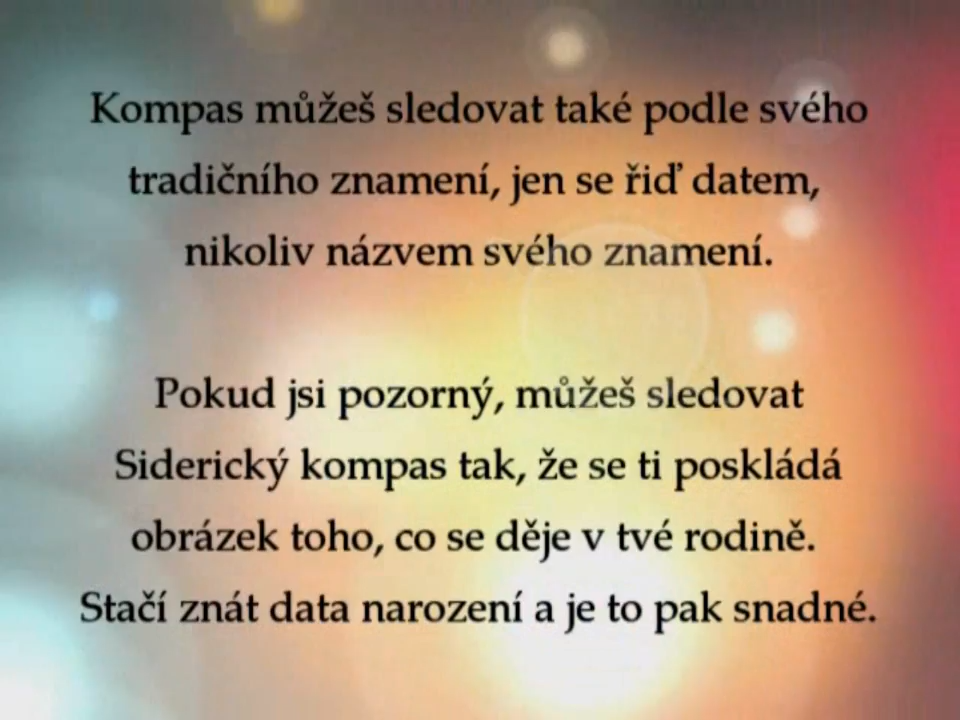 Kompas můžeš sledovat také podle svého
tradičního znamení, jen se řiď datem,
nikoliv názvem svého znamení.
Pokud jsi pozorný, můžeš sledovat
Siderický kompas tak, že se ti poskládá
obrázek toho, co se děje v tvé rodině.
Stačí znát data narození a je to pak snadné.